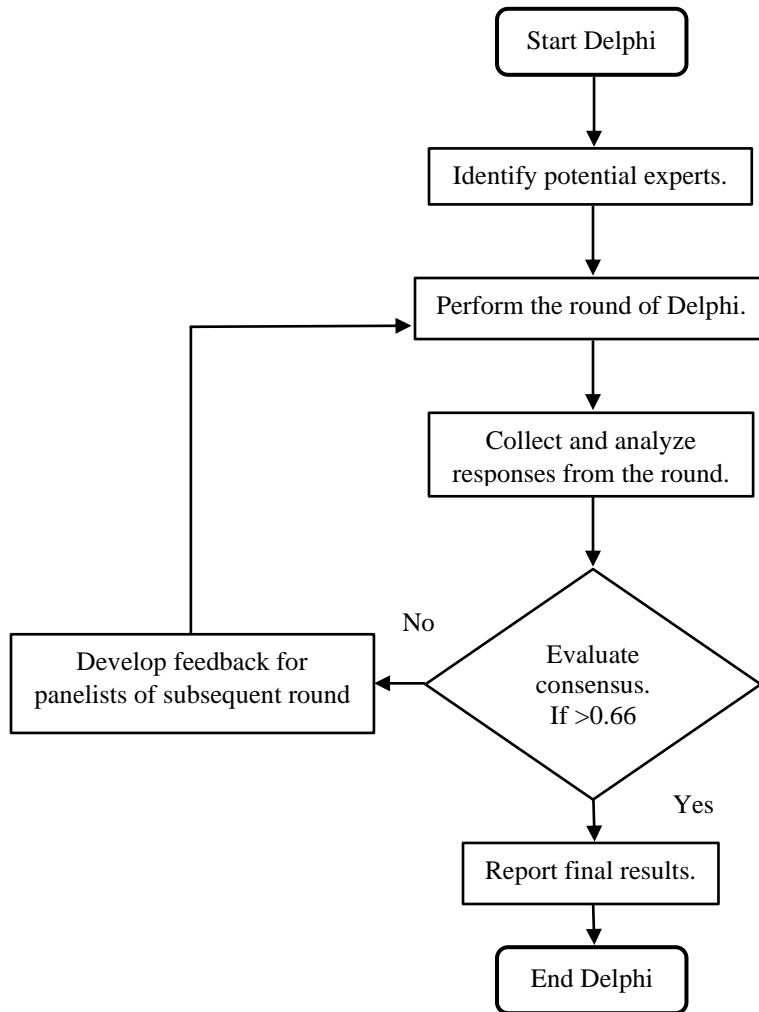 Start Delphi
Identify potential experts.
Perform the round of Delphi.
Collect and analyze
responses from the round.
No
Evaluate
consensus.
If >0.66
Develop feedback for
panelists of subsequent round
Yes
Report final results.
End Delphi